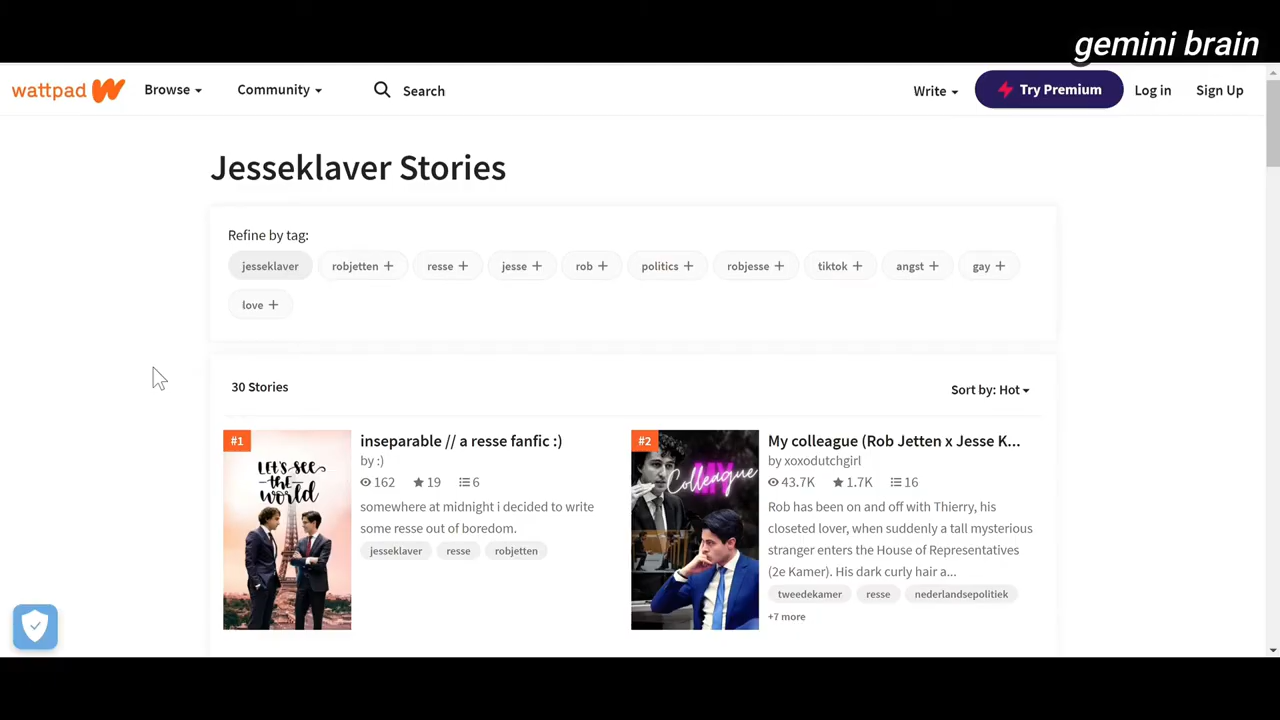 gemini brain
wattpad
Browse
Community
Search
Write
Try Premium
Log in
Sign Up
Jesseklaver Stories
Refine by tag:
jesseklaver
robjetten +
resse +
jesse +
rob +
politics +
robjesse +
tiktok +
angst +
gay +
love +
30 Stories
Sort by: Hot
#1
LET'S SEE
-the-
world
inseparable // a resse fanfic :)
by :)
162
19
6
somewhere at midnight i decided to write
some resse out of boredom.
jesseklaver
resse
robjetten
#2
MY
Colleague
My colleague (Rob Jetten x Jesse K...
by xoxodutchgirl
43.7K
1.7K
16
Rob has been on and off with Thierry, his
closeted lover, when suddenly a tall mysterious
stranger enters the House of Representatives
(2e Kamer). His dark curly hair a...
tweedekamer
resse
nederlandsepolitiek
+7 more